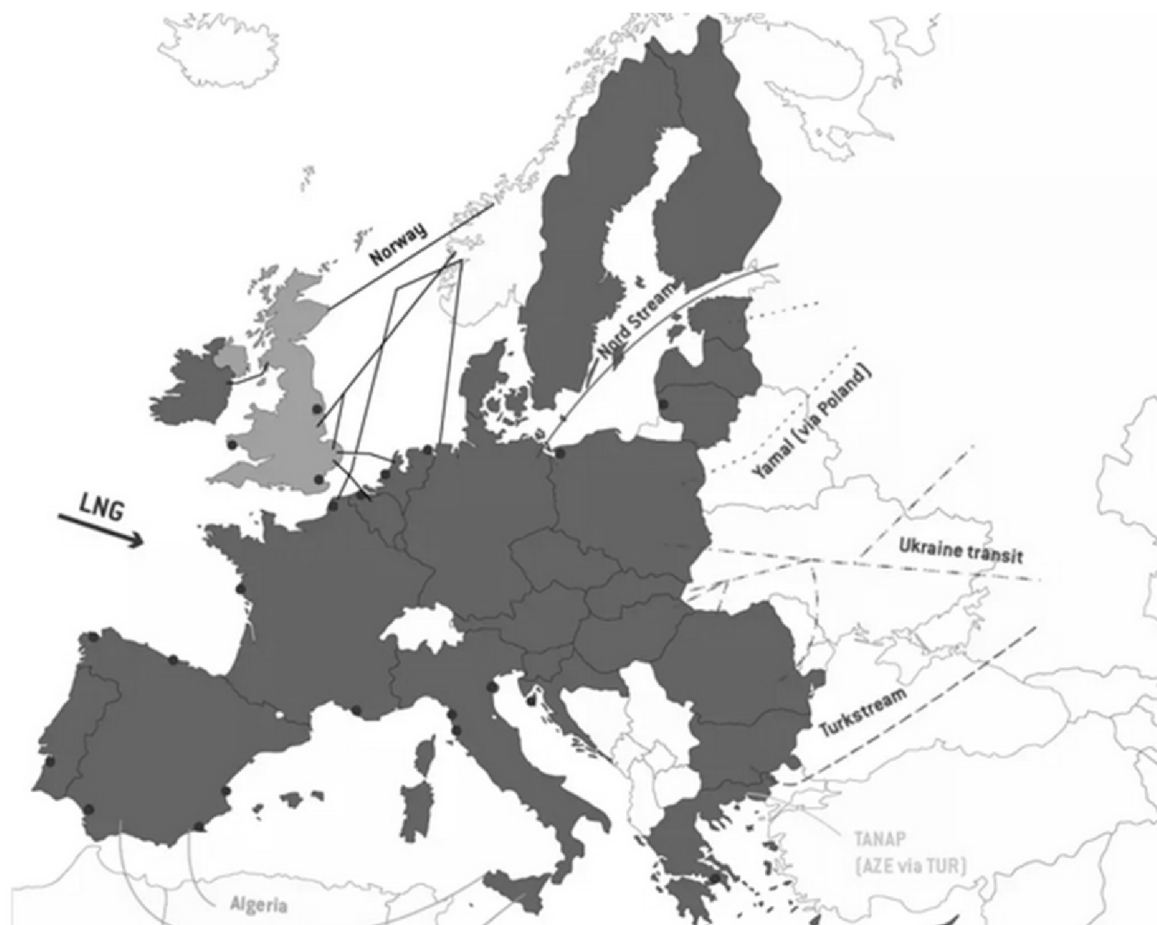 Norway
Nord Stream
Yamal (via Poland)
LNG
Ukraine transit
Turkstream
TANAP
(AZE via TUR)
Algeria